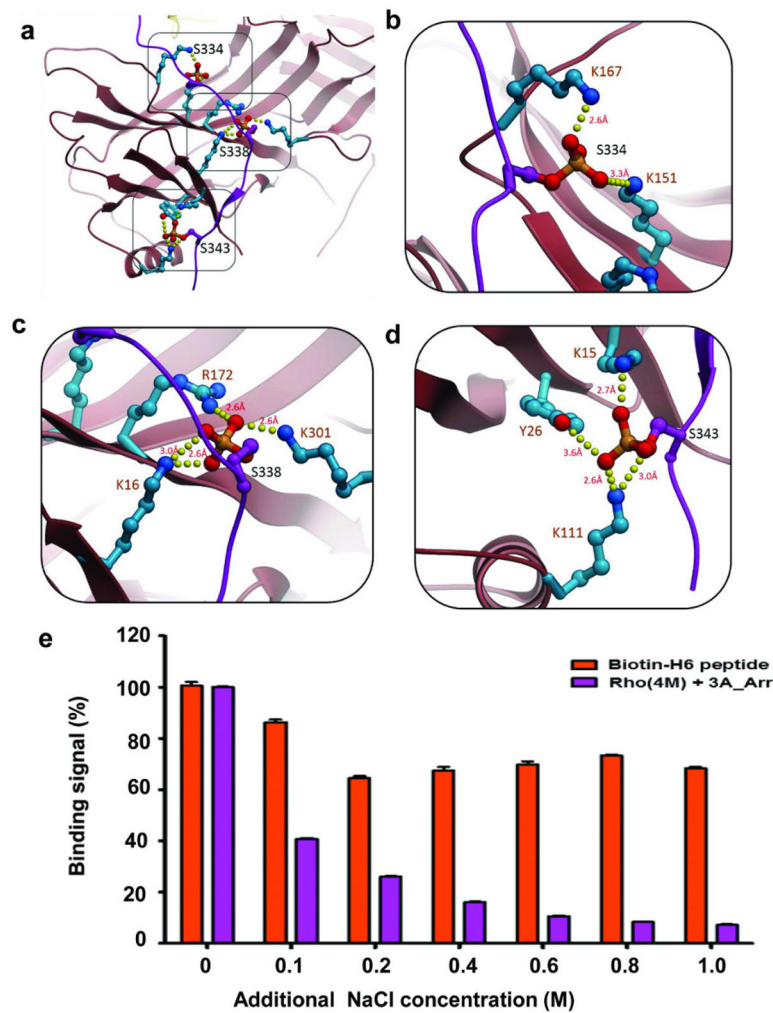 a
S334
S338
S343
b
K167
2.6Å
S334
3.3Å
K151
c
R172
2.6Å
2.6Å
K301
3.0Å
2.6Å
K16
S338
d
K15
2.7Å
Y26
S343
3.6Å
2.6Å
3.0Å
K111
e
120
100
80
60
40
20
0
Binding signal (%)
Biotin-H6 peptide
Rho(4M) + 3A_Arr
0 0.1 0.2 0.4 0.6 0.8 1.0
Additional NaCl concentration (M)